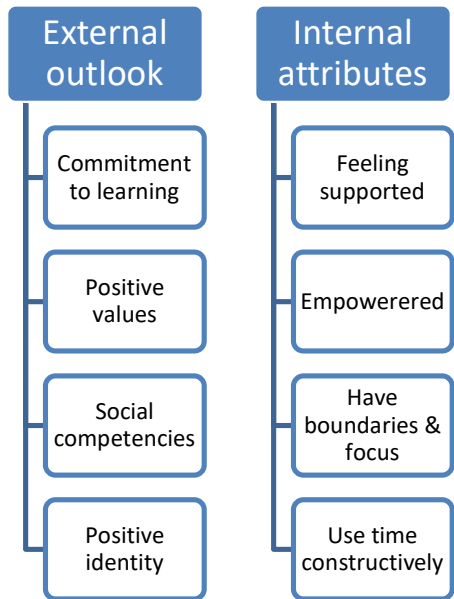 External
outlook
Commitment
to learning
Positive
values
Social
competencies
Positive
identity
Internal
attributes
Feeling
supported
Empowerered
Have
boundaries &
focus
Use time
constructively